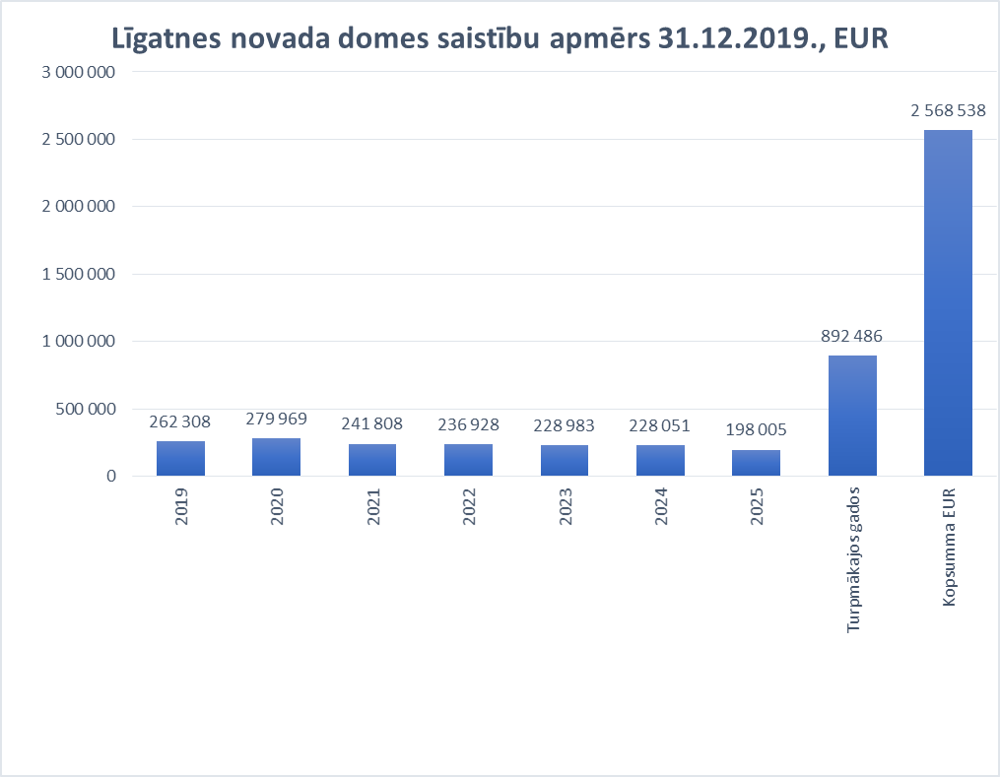 Līgatnes novada domes saistību apmērs 31.12.2019., EUR
3 000 000
2 500 000
2 000 000
1 500 000
1 000 000
500 000
0
262 308
279 969
241 808
236 928
228 983
228 051
198 005
892 486
2 568 538
2019
2020
2021
2022
2023
2024
2025
Turpmākajos gados
Kopsumma EUR